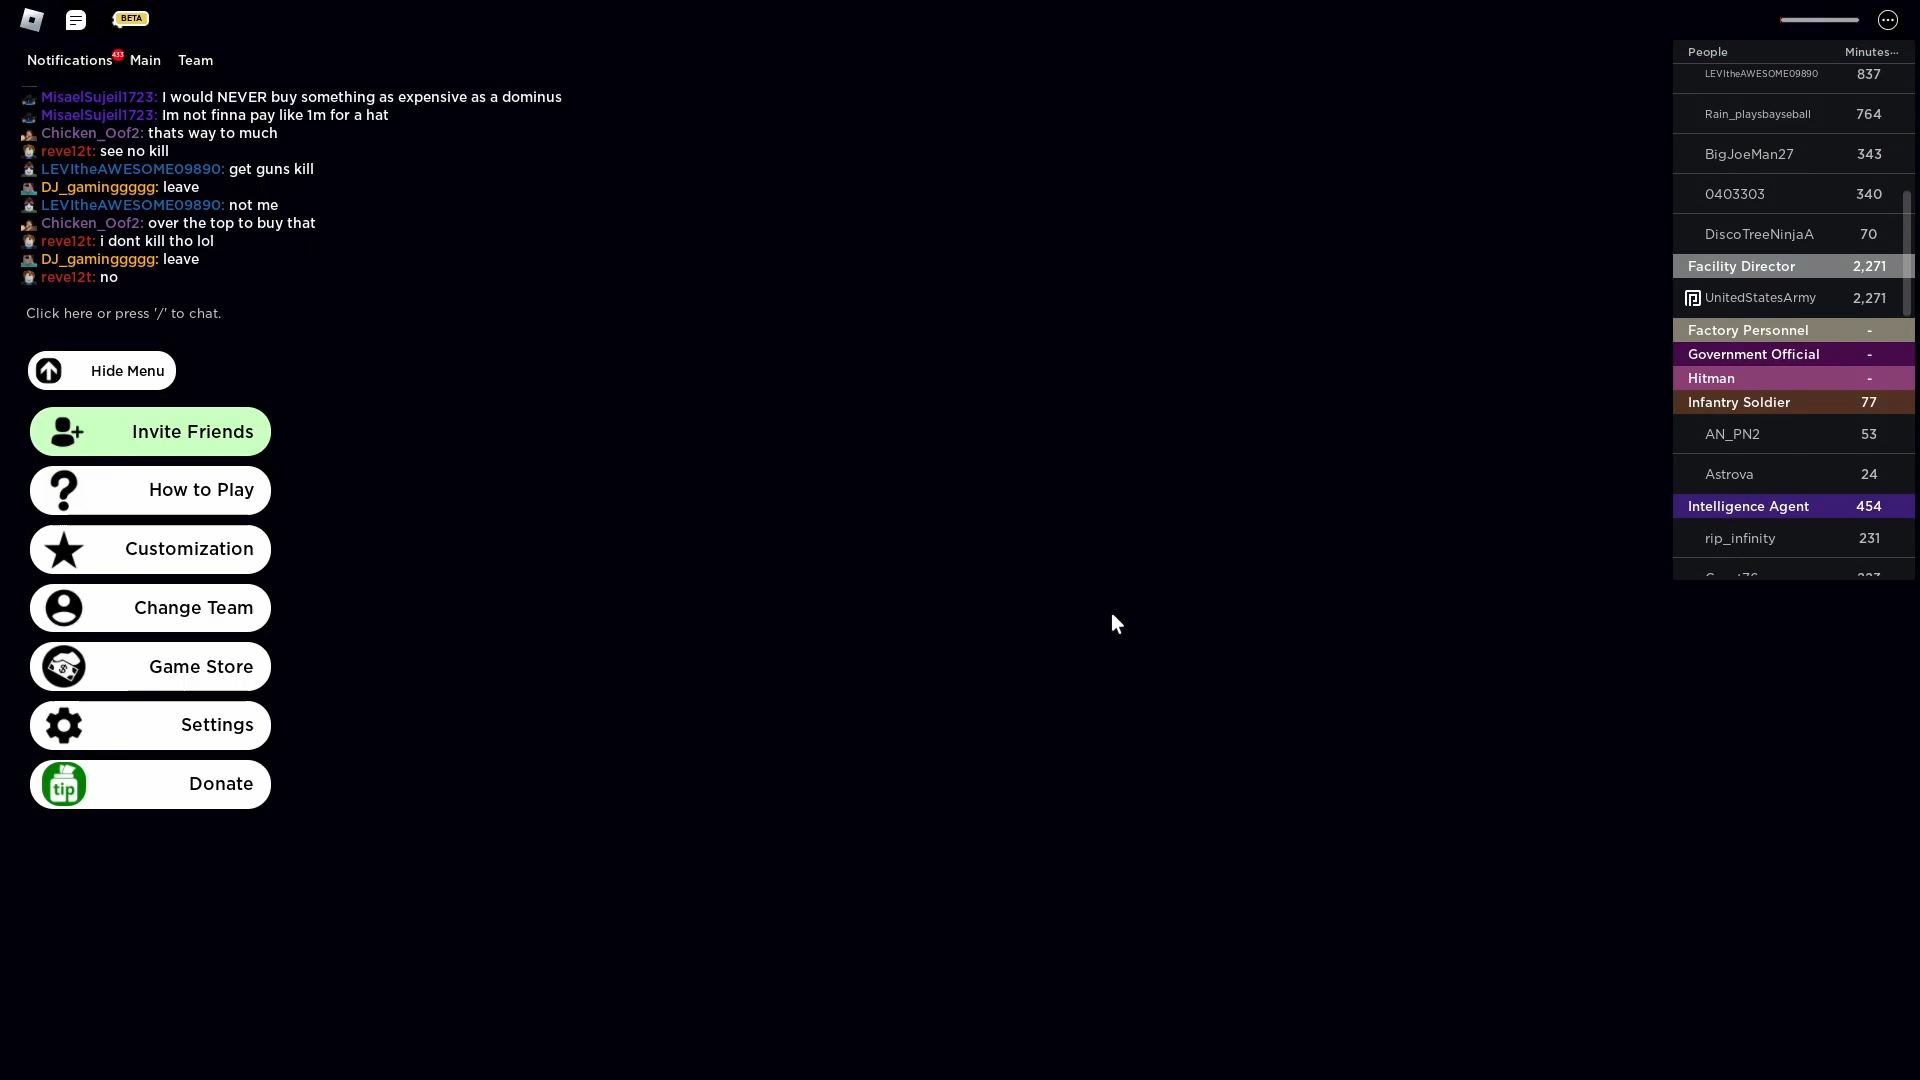 BETA
Notifications 433 Main Team
MisaelSujeil1723: I would NEVER buy something as expensive as a dominus
MisaelSujeil1723: Im not finna pay like 1m for a hat
Chicken_Oof2: thats way to much
reve12t: see no kill
LEVItheAWESOME09890: get guns kill
DJ_gaminggggg: leave
LEVItheAWESOME09890: not me
Chicken_Oof2: over the top to buy that
reve12t: i dont kill tho lol
DJ_gaminggggg: leave
reve12t: no
Click here or press '/' to chat.
Hide Menu
Invite Friends
How to Play
Customization
Change Team
Game Store
Settings
tip Donate
People Minutes...
LEVItheAWESOME09890 837
Rain_playsbayseball 764
BigJoeMan27 343
0403303 340
DiscoTreeNinjaA 70
Facility Director 2,271
UnitedStatesArmy 2,271
Factory Personnel -
Government Official -
Hitman -
Infantry Soldier 77
AN_PN2 53
Astrova 24
Intelligence Agent 454
rip_infinity 231